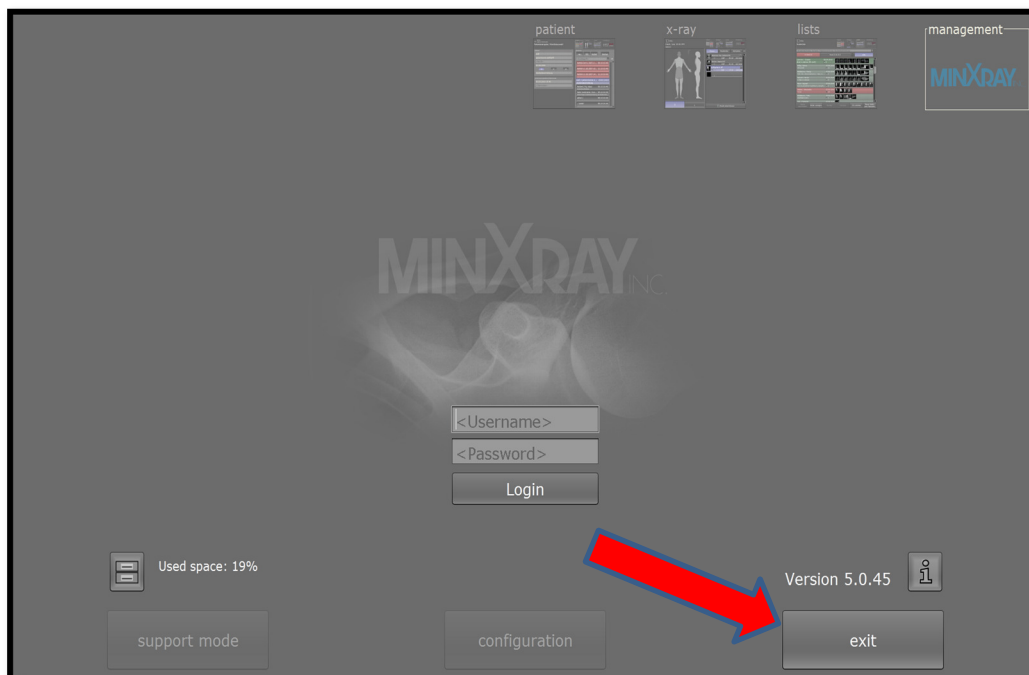 patient
x-ray
lists
management
MINXRAY
MINXRAY INC.
<Username>
<Password>
Login
Used space: 19%
Version 5.0.45
i
support mode
configuration
exit